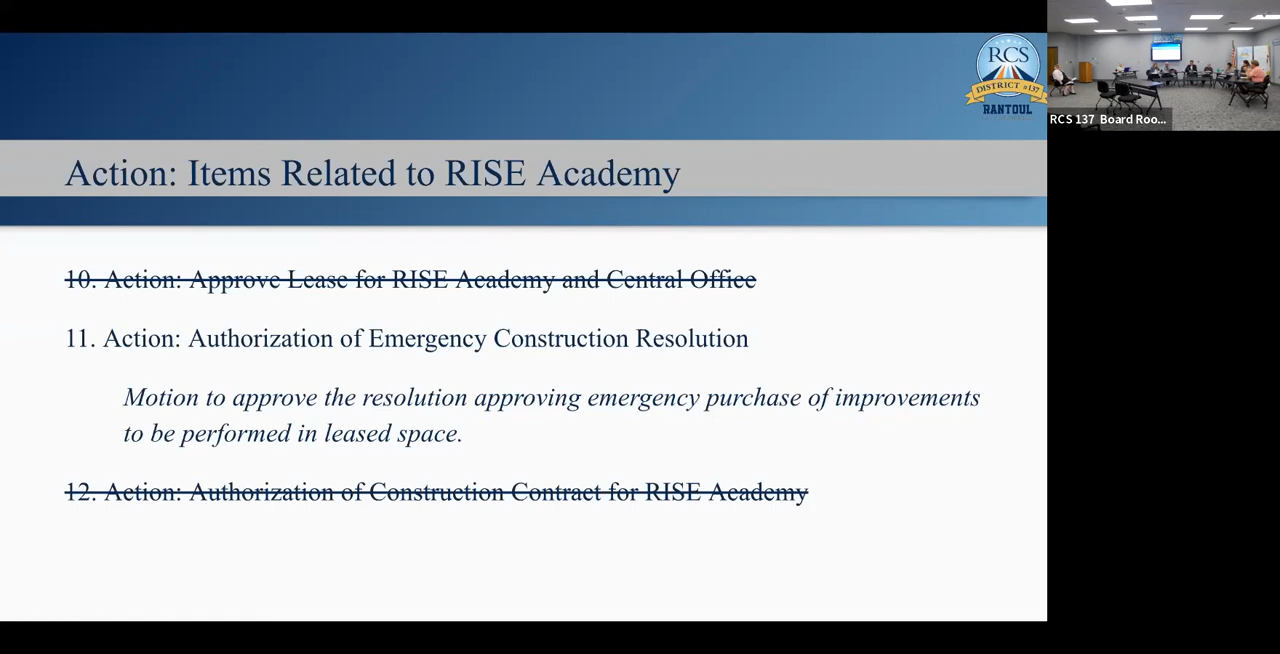 RCS
DISTRICT #137
RANTOUL
RCS 137 Board Roo...
Action: Items Related to RISE Academy
10. Action: Approve Lease for RISE Academy and Central Office
11. Action: Authorization of Emergency Construction Resolution
Motion to approve the resolution approving emergency purchase of improvements
to be performed in leased space.
12. Action: Authorization of Construction Contract for RISE Academy